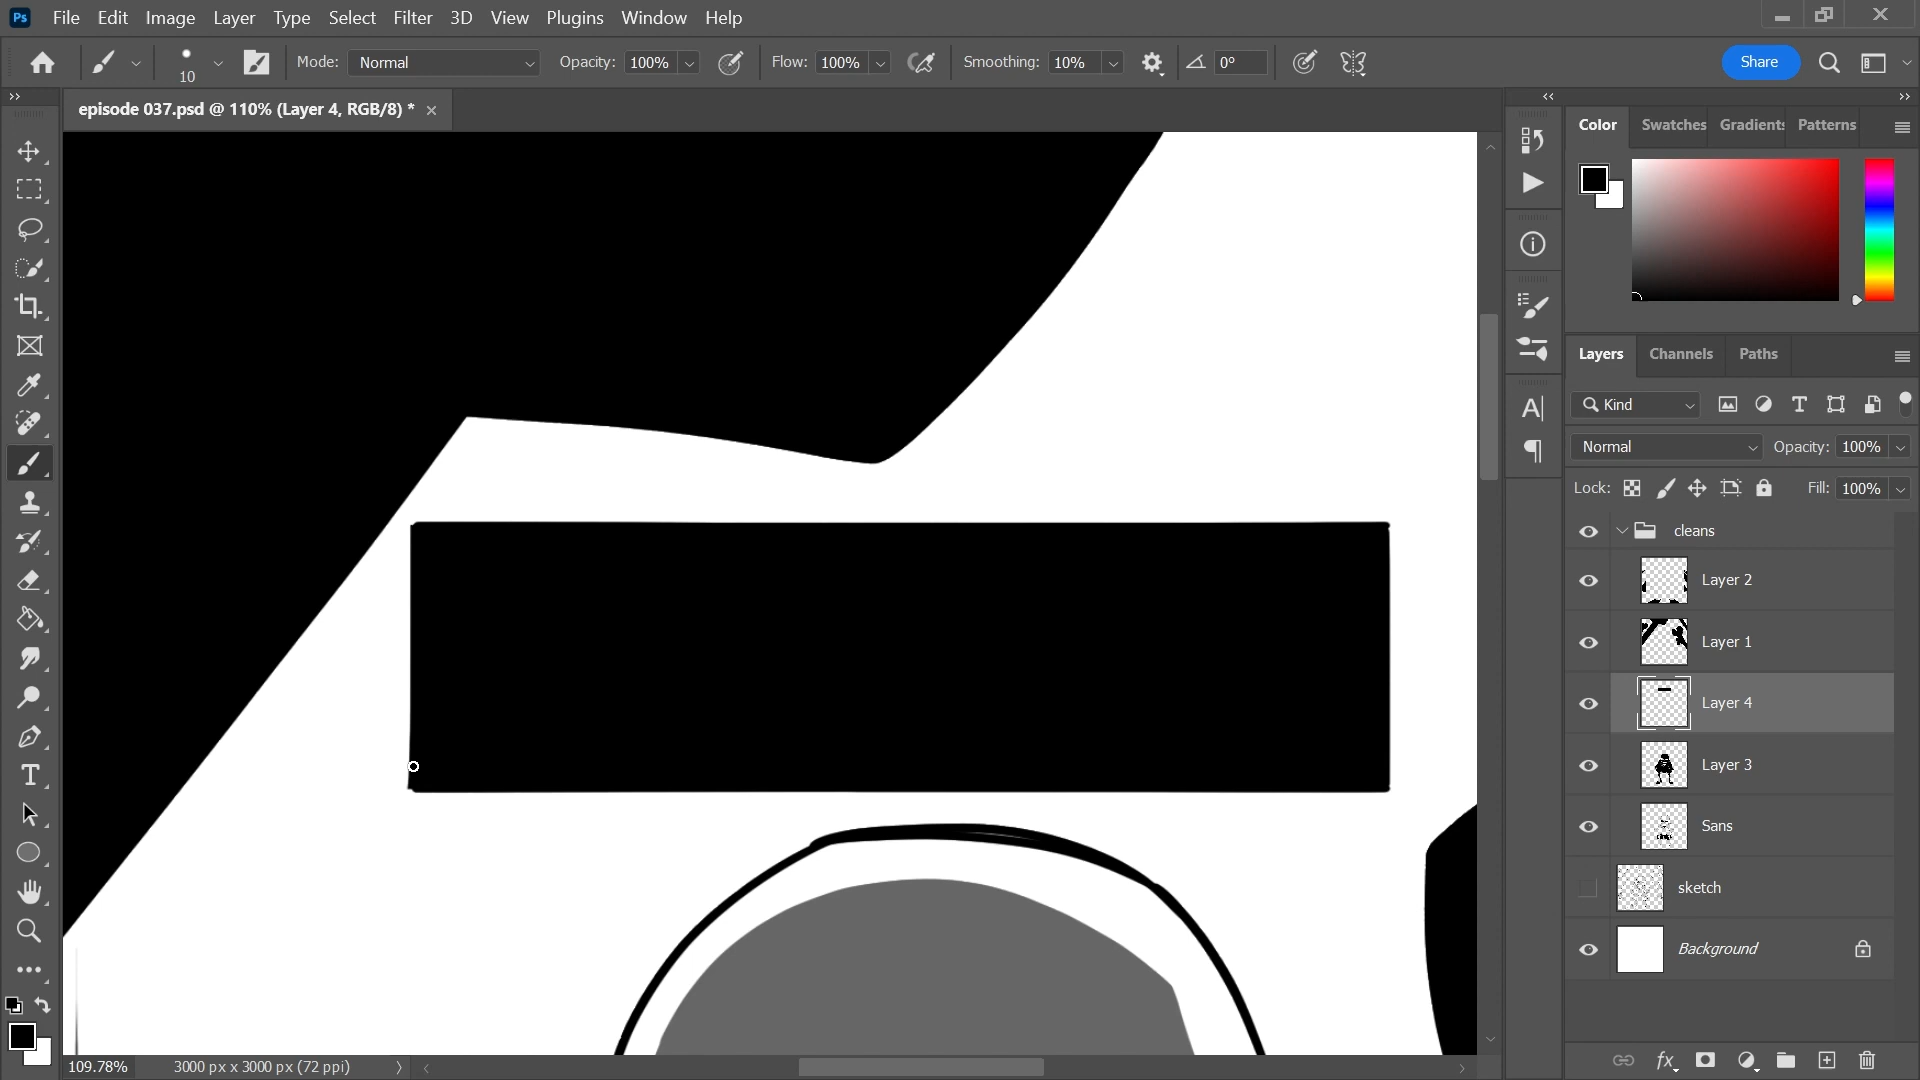 Ps File Edit Image Layer Type Select Filter 3D View Plugins Window Help
10 Mode: Normal Opacity: 100% Flow: 100% Smoothing: 10% 0° Share
episode 037.psd @ 110% (Layer 4, RGB/8) *
Color Swatches Gradients Patterns
Layers Channels Paths
Kind
Normal Opacity: 100%
Lock: Fill: 100%
cleans
Layer 2
Layer 1
Layer 4
Layer 3
Sans
sketch
Background
109.78% 3000 px x 3000 px (72 ppi)